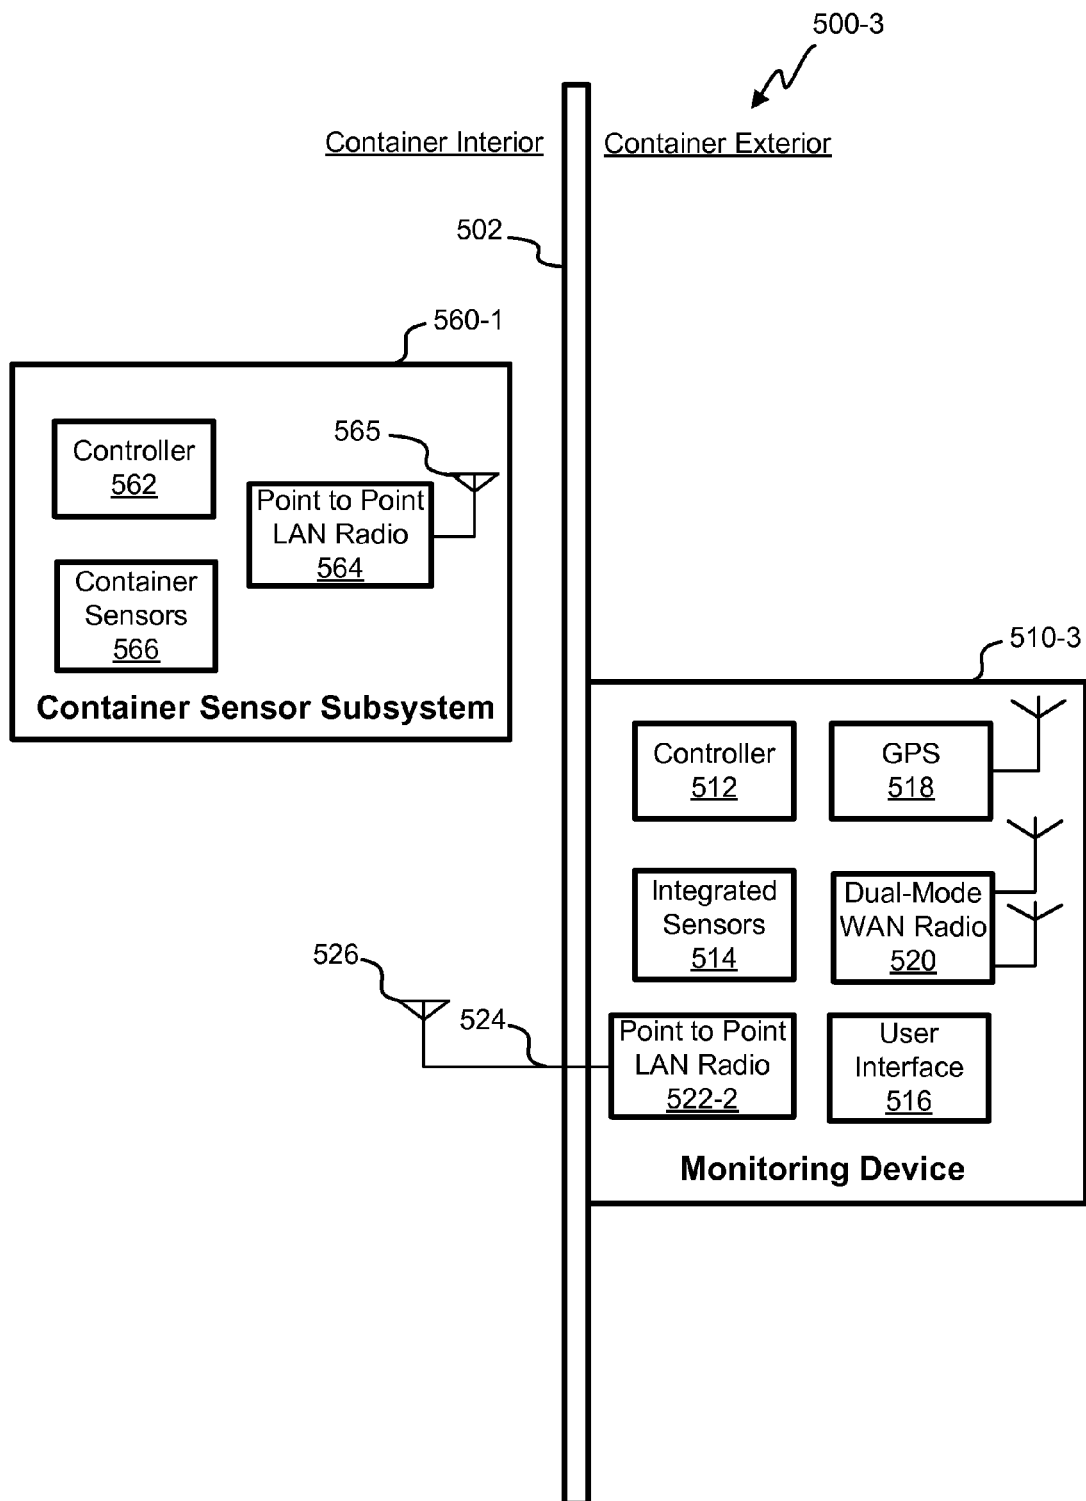 500-3
Container Interior
Container Exterior
502
560-1
Controller
562
565
Point to Point
LAN Radio
564
Container
Sensors
566
Container Sensor Subsystem
510-3
Controller
512
GPS
518
Integrated
Sensors
514
Dual-Mode
WAN Radio
520
526
524
Point to Point
LAN Radio
522-2
User
Interface
516
Monitoring Device